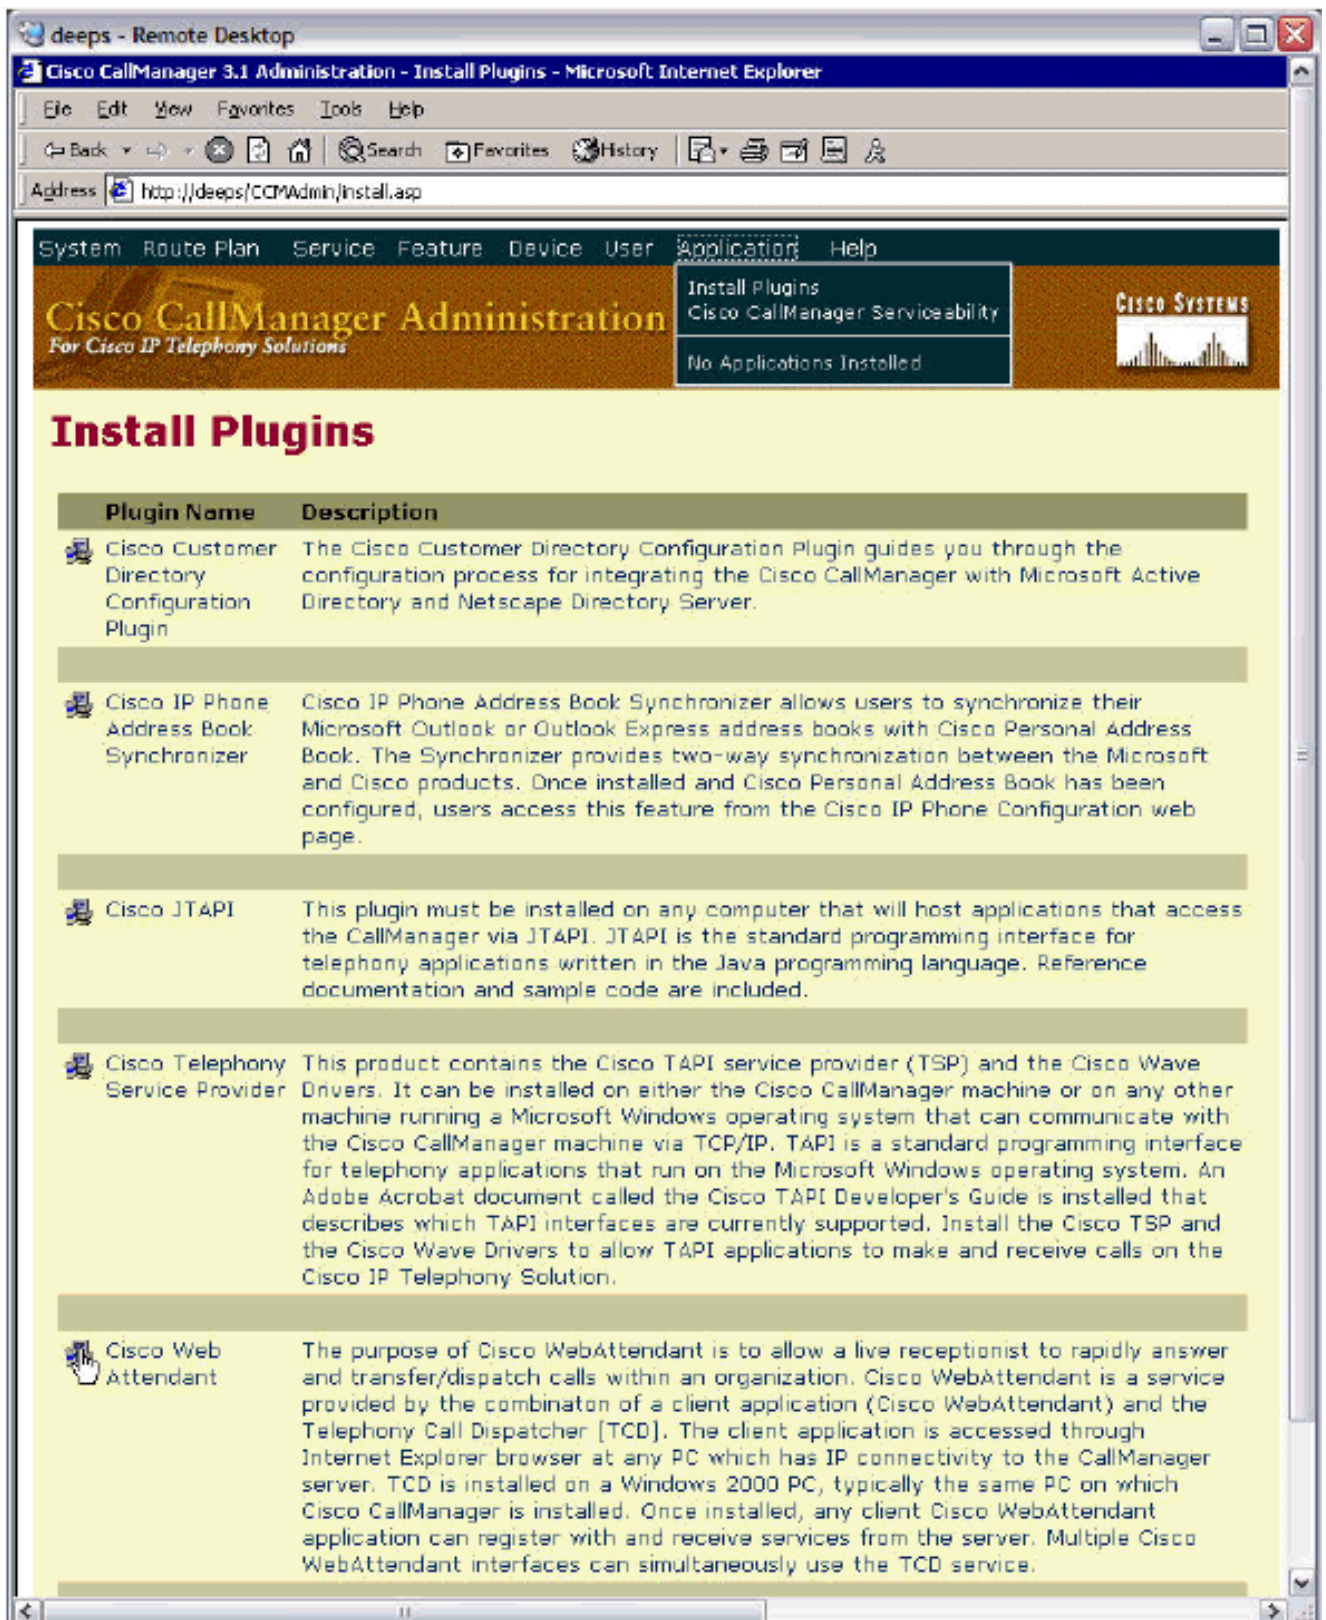 deeps - Remote Desktop
Cisco CallManager 3.1 Administration - Install Plugins - Microsoft Internet Explorer
File Edit View Favorites Tools Help
Back Search Favorites History
Address http://deeps/CCMAdmin/install.asp
System Route Plan Service Feature Device User Application Help
Install Plugins
Cisco CallManager Serviceability
No Applications Installed
Cisco CallManager Administration
For Cisco IP Telephony Solutions
CISCO SYSTEMS
Install Plugins
Plugin Name Description
Cisco Customer Directory Configuration Plugin
The Cisco Customer Directory Configuration Plugin guides you through the
configuration process for integrating the Cisco CallManager with Microsoft Active
Directory and Netscape Directory Server.
Cisco IP Phone Address Book Synchronizer
Cisco IP Phone Address Book Synchronizer allows users to synchronize their
Microsoft Outlook or Outlook Express address books with Cisco Personal Address
Book. The Synchronizer provides two-way synchronization between the Microsoft
and Cisco products. Once installed and Cisco Personal Address Book has been
configured, users access this feature from the Cisco IP Phone Configuration web
page.
Cisco JTAPI
This plugin must be installed on any computer that will host applications that access
the CallManager via JTAPI. JTAPI is the standard programming interface for
telephony applications written in the Java programming language. Reference
documentation and sample code are included.
Cisco Telephony Service Provider
This product contains the Cisco TAPI service provider (TSP) and the Cisco Wave
Drivers. It can be installed on either the Cisco CallManager machine or on any other
machine running a Microsoft Windows operating system that can communicate with
the Cisco CallManager machine via TCP/IP. TAPI is a standard programming interface
for telephony applications that run on the Microsoft Windows operating system. An
Adobe Acrobat document called the Cisco TAPI Developer's Guide is installed that
describes which TAPI interfaces are currently supported. Install the Cisco TSP and
the Cisco Wave Drivers to allow TAPI applications to make and receive calls on the
Cisco IP Telephony Solution.
Cisco Web Attendant
The purpose of Cisco WebAttendant is to allow a live receptionist to rapidly answer
and transfer/dispatch calls within an organization. Cisco WebAttendant is a service
provided by the combinaton of a client application (Cisco WebAttendant) and the
Telephony Call Dispatcher [TCD]. The client application is accessed through
Internet Explorer browser at any PC which has IP connectivity to the CallManager
server. TCD is installed on a Windows 2000 PC, typically the same PC on which
Cisco CallManager is installed. Once installed, any client Cisco WebAttendant
application can register with and receive services from the server. Multiple Cisco
WebAttendant interfaces can simultaneously use the TCD service.